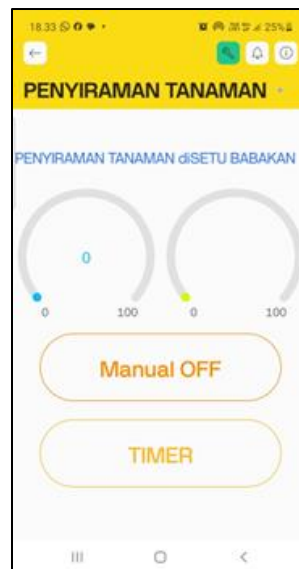 18.33
25%
PENYIRAMAN TANAMAN
PENYIRAMAN TANAMAN diSETU BABAKAN
0
0 100 0 100
Manual OFF
TIMER